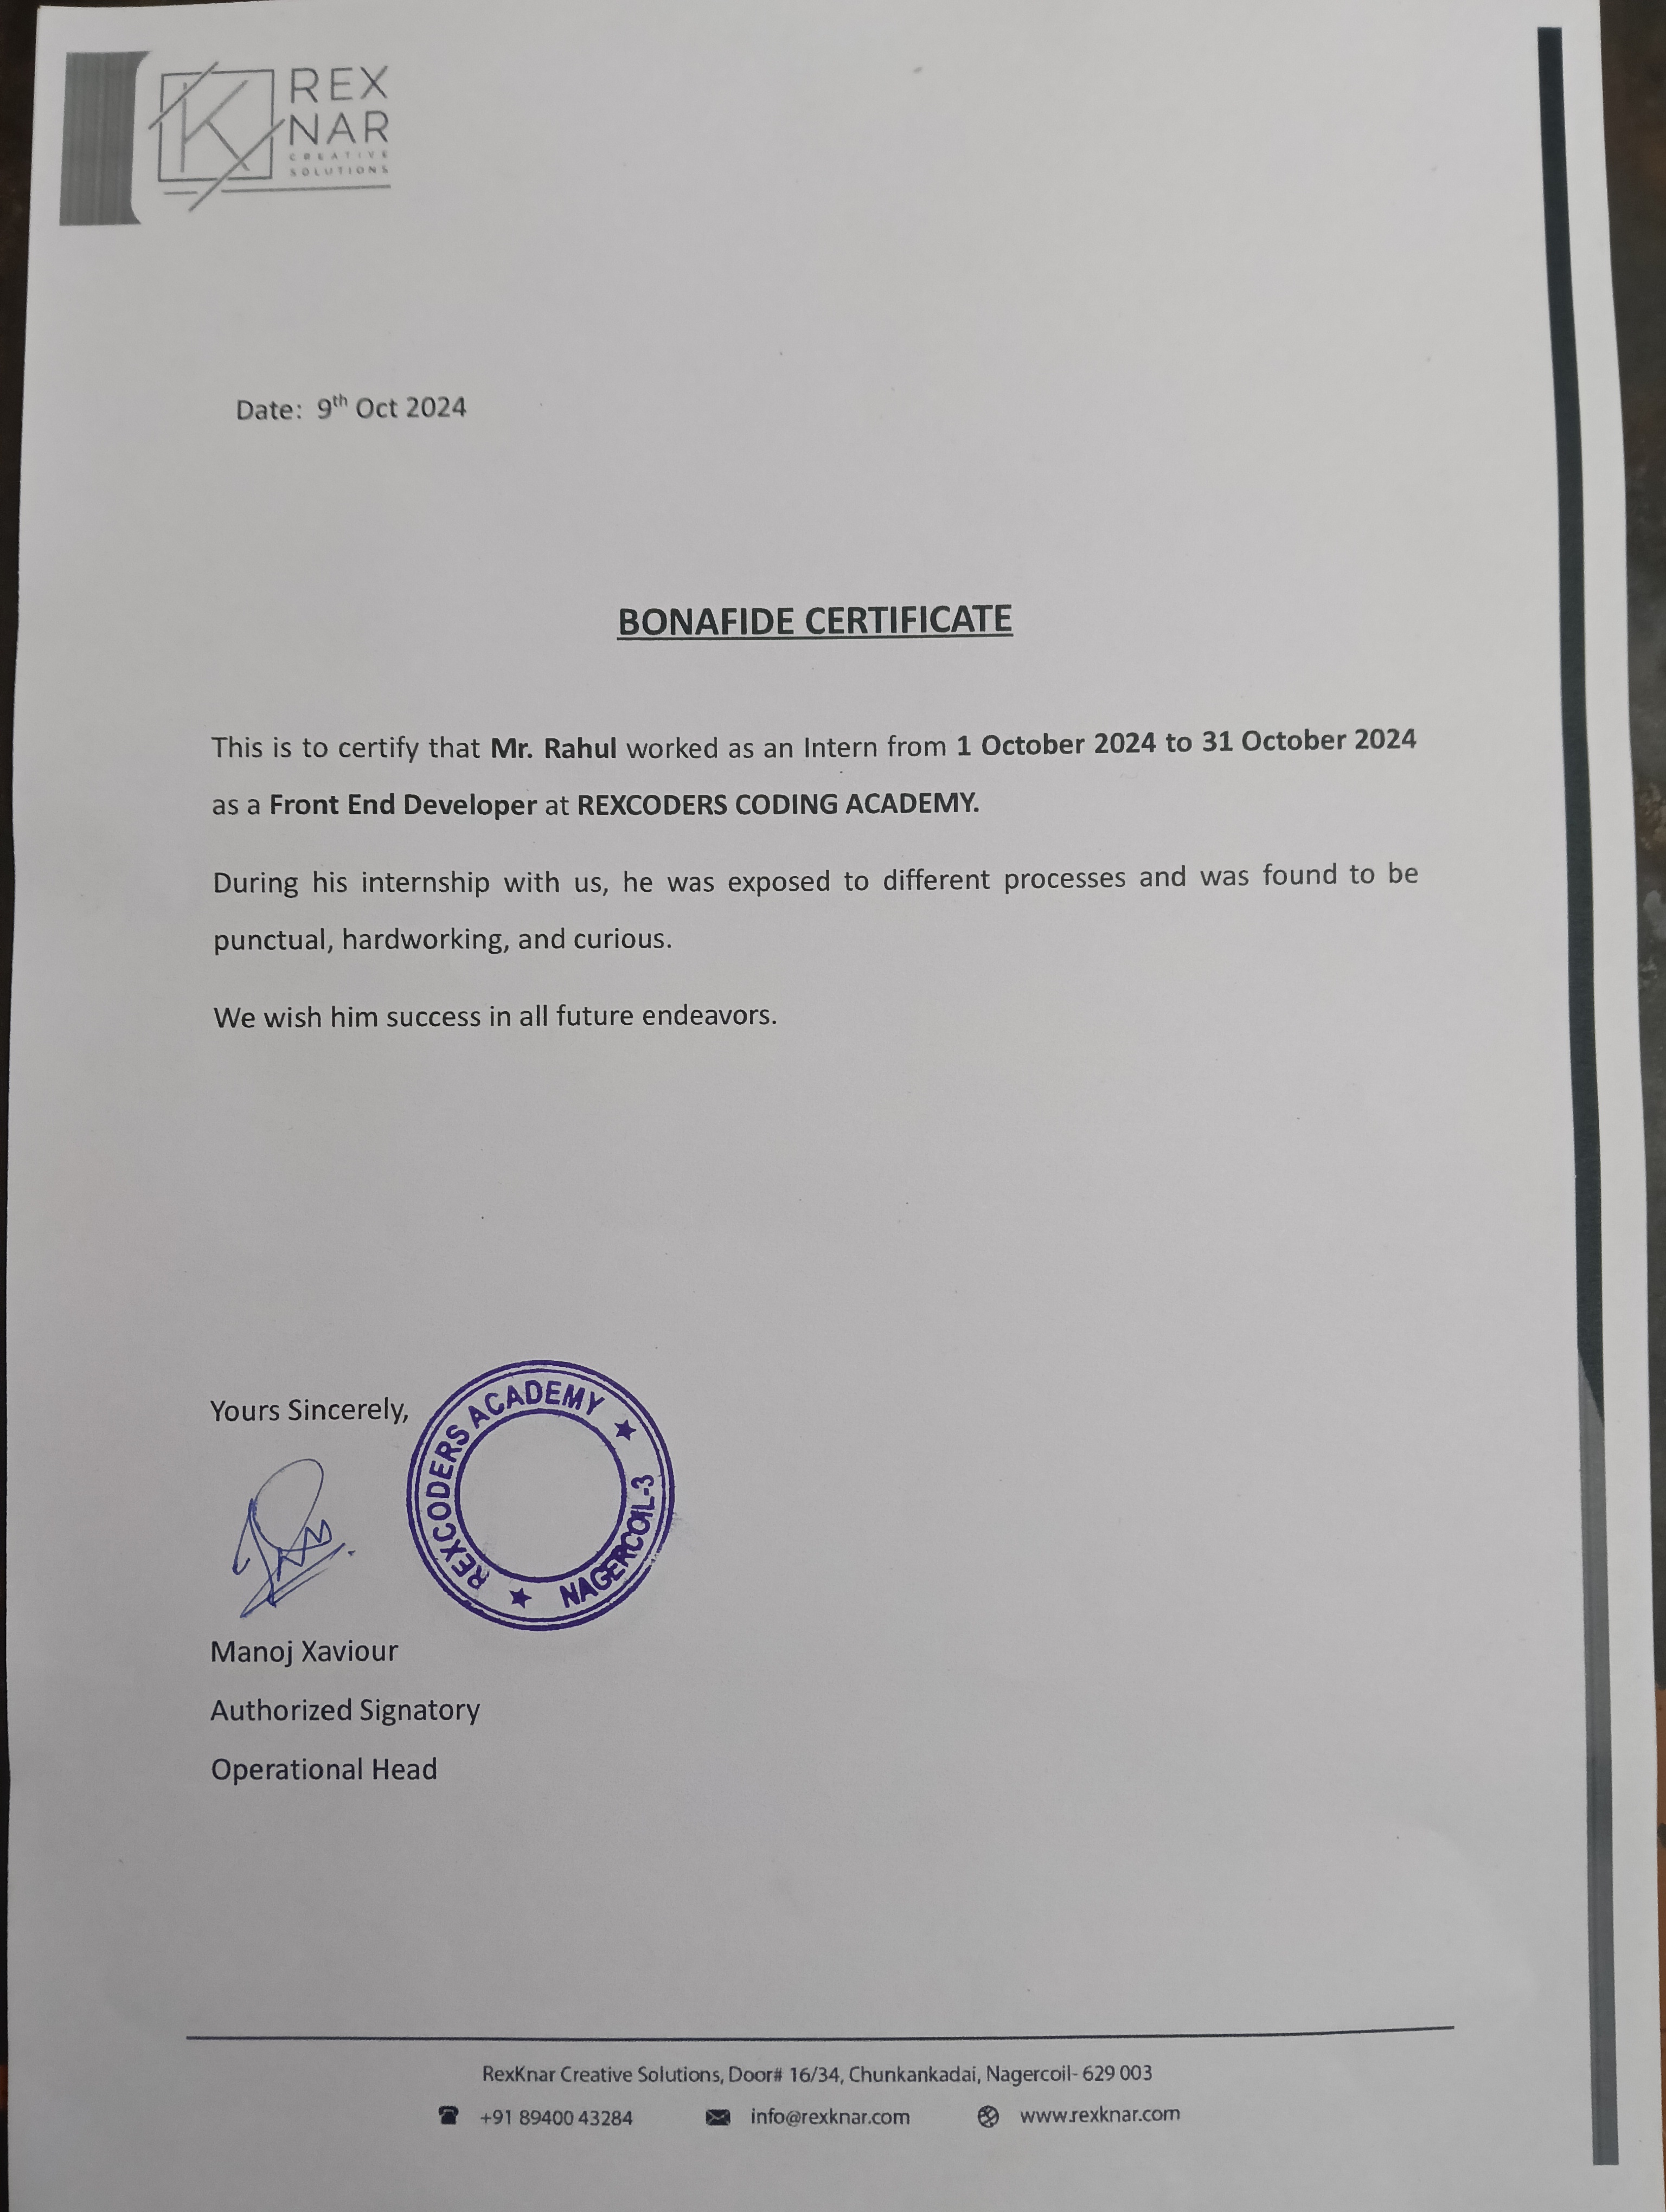 REX
NAR
CREATIVE
SOLUTIONS
Date: 9th Oct 2024
BONAFIDE CERTIFICATE
This is to certify that Mr. Rahul worked as an Intern from 1 October 2024 to 31 October 2024
as a Front End Developer at REXCODERS CODING ACADEMY.
During his internship with us, he was exposed to different processes and was found to be
punctual, hardworking, and curious.
We wish him success in all future endeavors.
Yours Sincerely,
REXCODERS ACADEMY ★
NAGERCOIL-3 ★
Manoj Xaviour
Authorized Signatory
Operational Head
RexKnar Creative Solutions, Door# 16/34, Chunkankadai, Nagercoil- 629 003
+91 89400 43284 info@rexknar.com www.rexknar.com